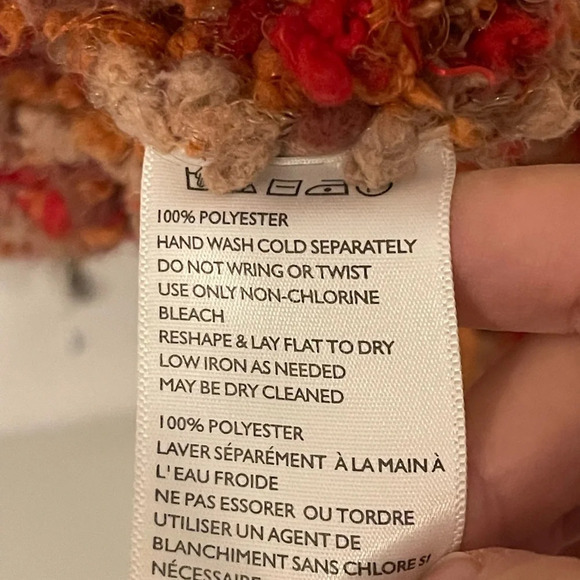 100% POLYESTER
HAND WASH COLD SEPARATELY
DO NOT WRING OR TWIST
USE ONLY NON-CHLORINE
BLEACH
RESHAPE & LAY FLAT TO DRY
LOW IRON AS NEEDED
MAY BE DRY CLEANED
100% POLYESTER
LAVER SÉPARÉMENT À LA MAIN À
L'EAU FROIDE
NE PAS ESSORER OU TORDRE
UTILISER UN AGENT DE
BLANCHIMENT SANS CHLORE SI
NÉCESSAIRE